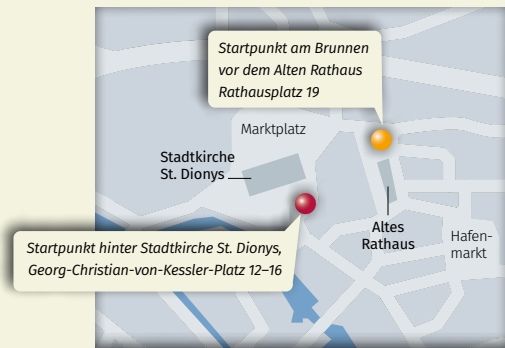 Startpunkt am Brunnen
vor dem Alten Rathaus
Rathausplatz 19
Marktplatz
Stadtkirche
St. Dionys
Altes
Rathaus
Hafen-
markt
Startpunkt hinter Stadtkirche St. Dionys,
Georg-Christian-von-Kessler-Platz 12–16